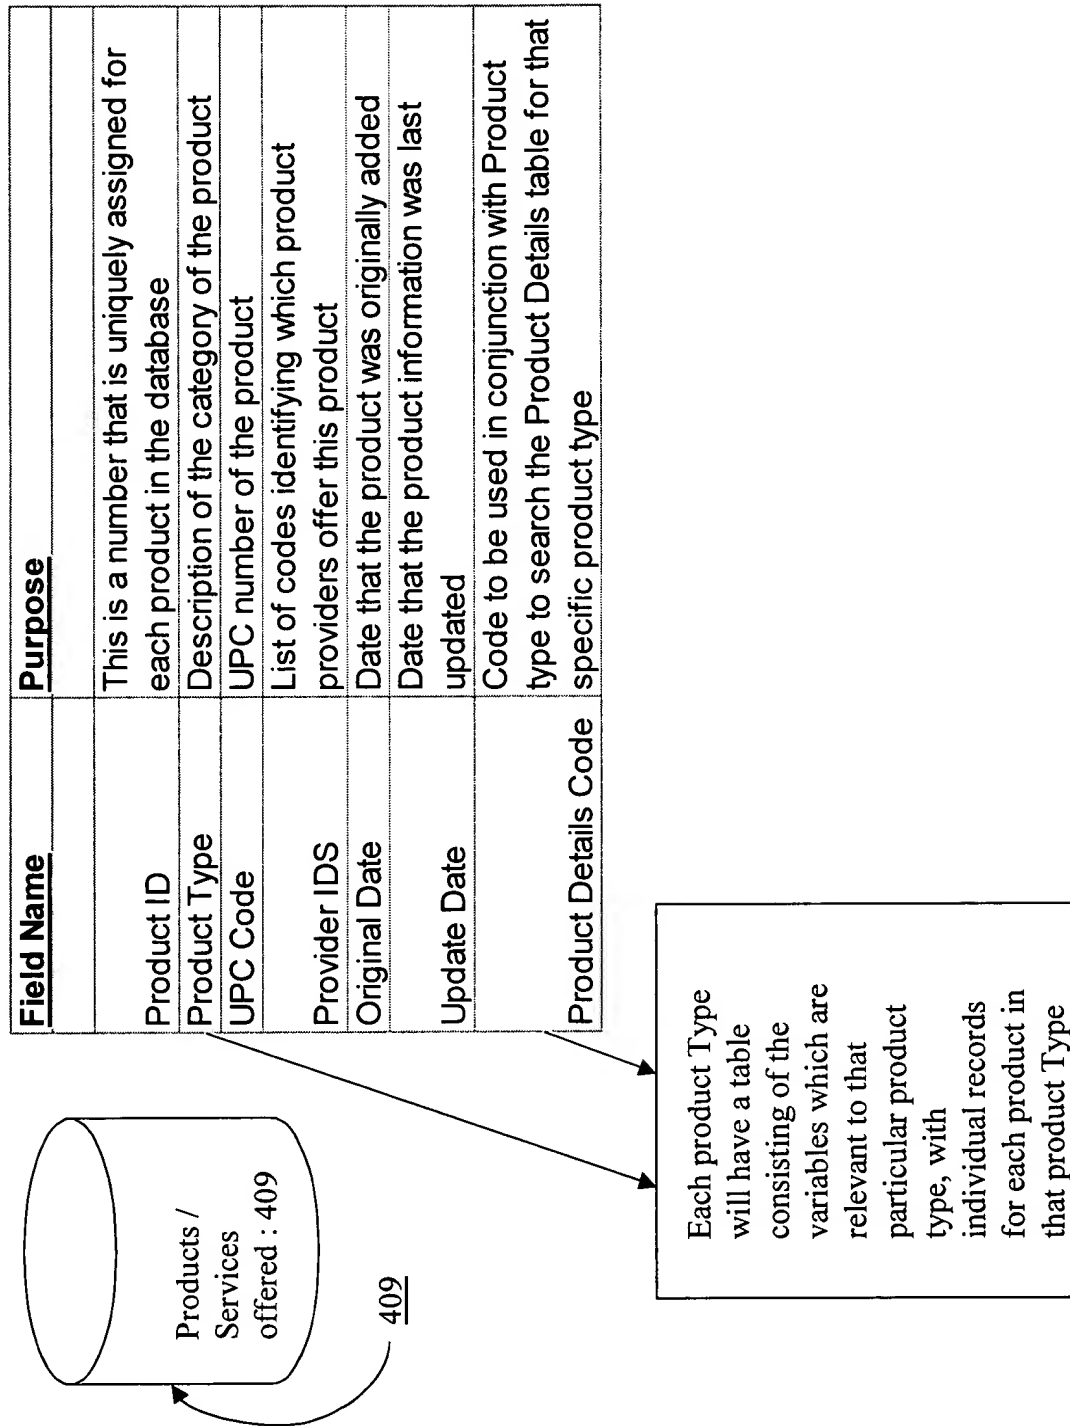 Field Name Purpose
Product ID This is a number that is uniquely assigned for
each product in the database
Product Type Description of the category of the product
UPC Code UPC number of the product
Provider IDS List of codes identifying which product
providers offer this product
Original Date Date that the product was originally added
Update Date Date that the product information was last
updated
Product Details Code Code to be used in conjunction with Product
type to search the Product Details table for that
specific product type
Products /
Services
offered : 409
409
Each product Type
will have a table
consisting of the
variables which are
relevant to that
particular product
type, with
individual records
for each product in
that product Type